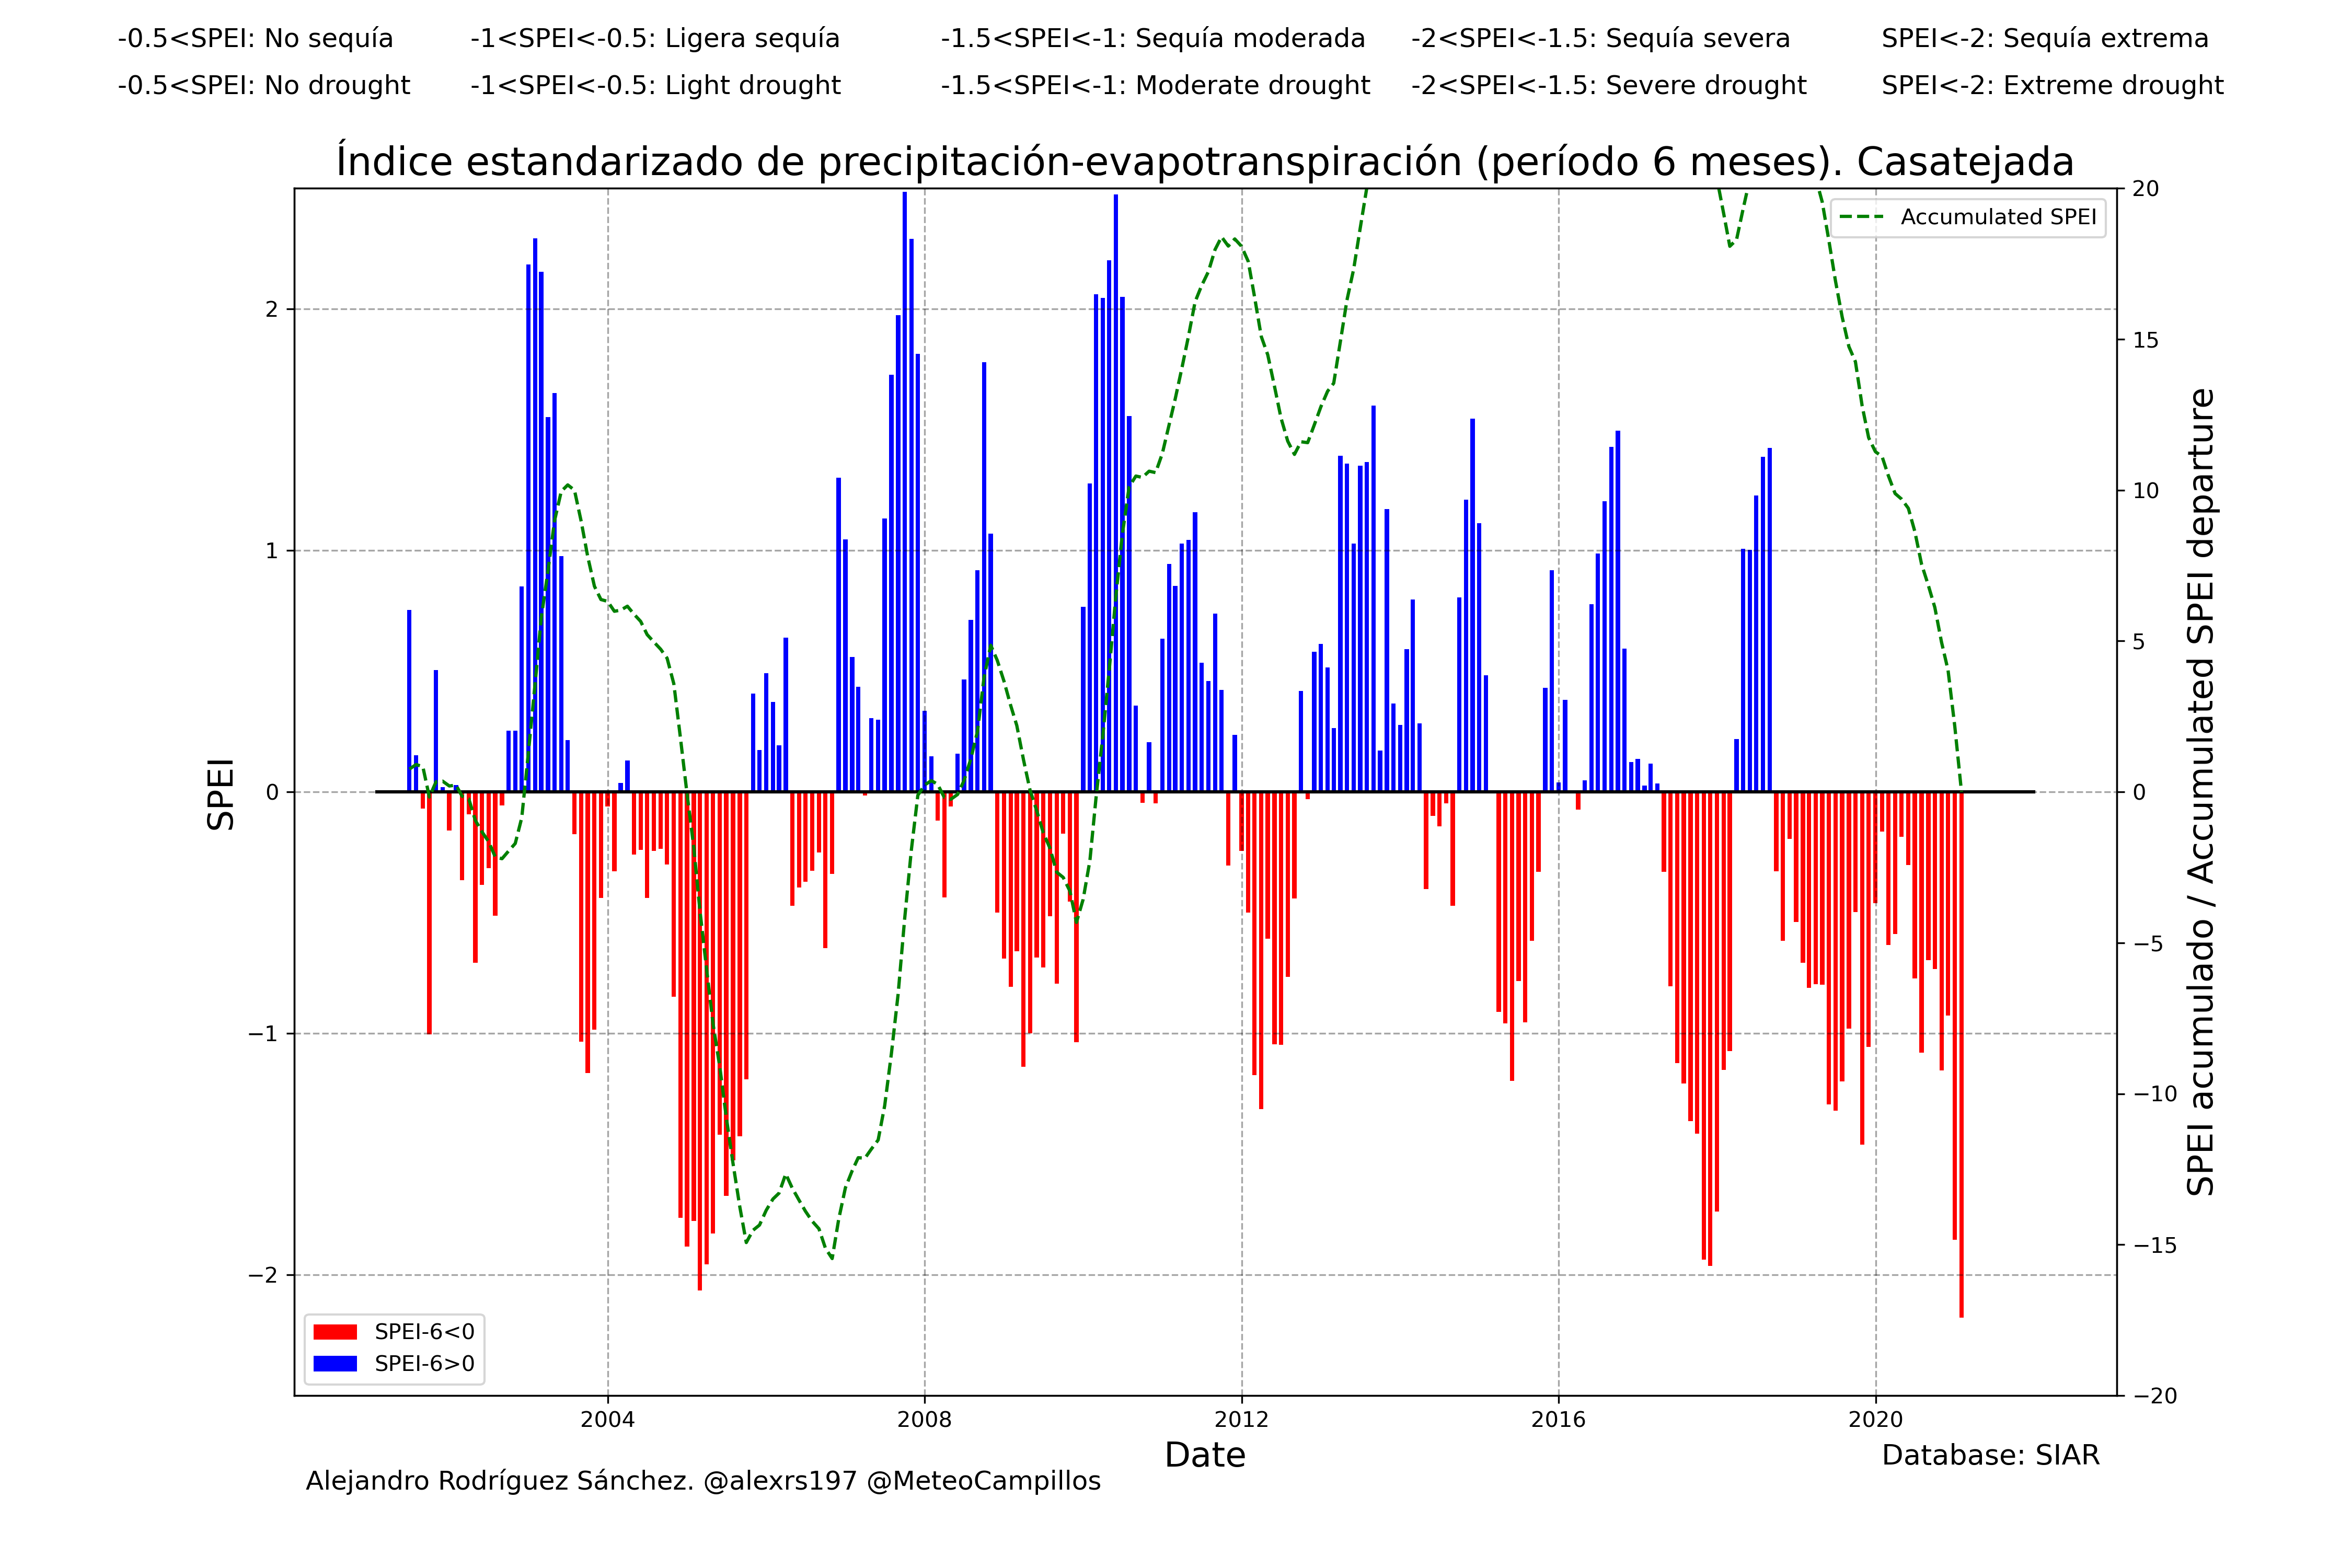 -0.5<SPEI: No sequía -1<SPEI<-0.5: Ligera sequía -1.5<SPEI<-1: Sequía moderada -2<SPEI<-1.5: Sequía severa SPEI<-2: Sequía extrema
-0.5<SPEI: No drought -1<SPEI<-0.5: Light drought -1.5<SPEI<-1: Moderate drought -2<SPEI<-1.5: Severe drought SPEI<-2: Extreme drought
Índice estandarizado de precipitación-evapotranspiración (período 6 meses). Casatejada
Accumulated SPEI
SPEI
2
1
0
−1
−2
20
15
10
5
0
−5
−10
−15
−20
SPEI acumulado / Accumulated SPEI departure
SPEI-6<0
SPEI-6>0
2004 2008 2012 2016 2020
Date
Database: SIAR
Alejandro Rodríguez Sánchez. @alexrs197 @MeteoCampillos